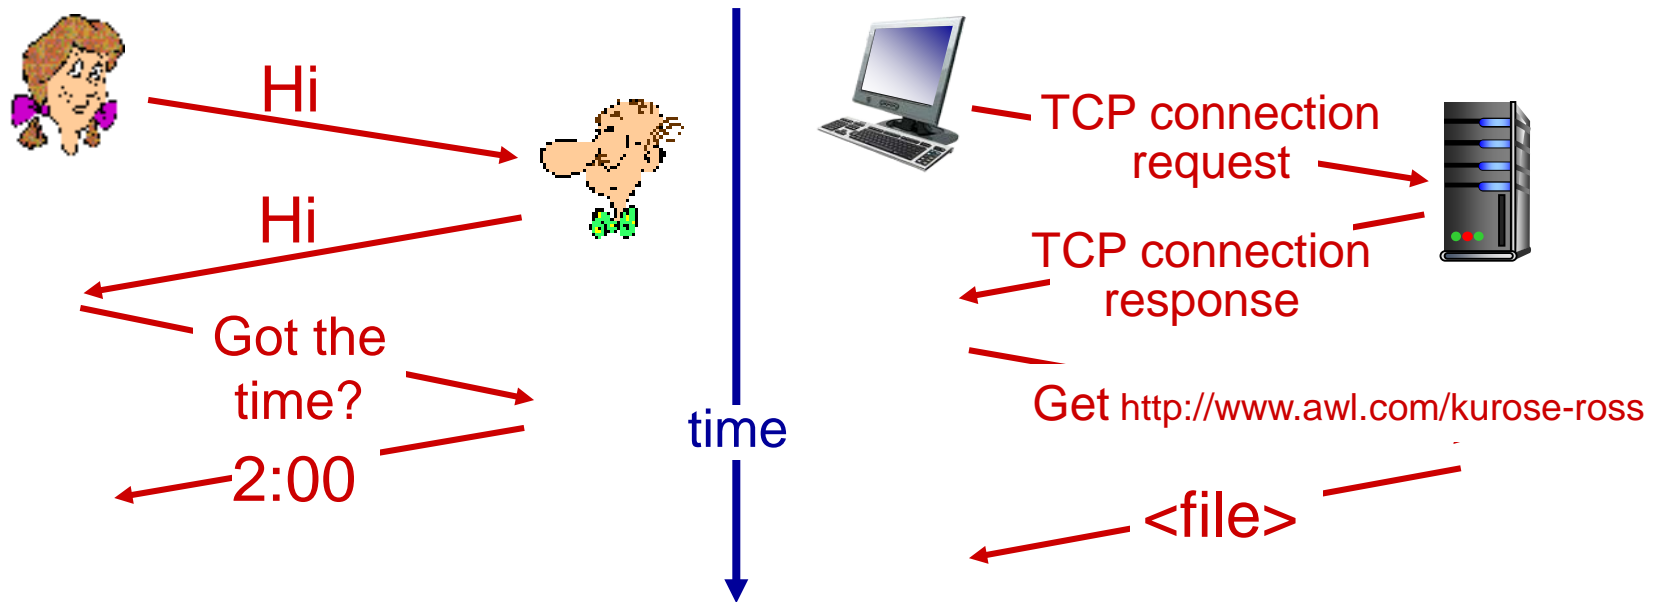 Hi
Hi
Got the
time?
2:00
time
TCP connection
request
TCP connection
response
Get http://www.awl.com/kurose-ross
<file>